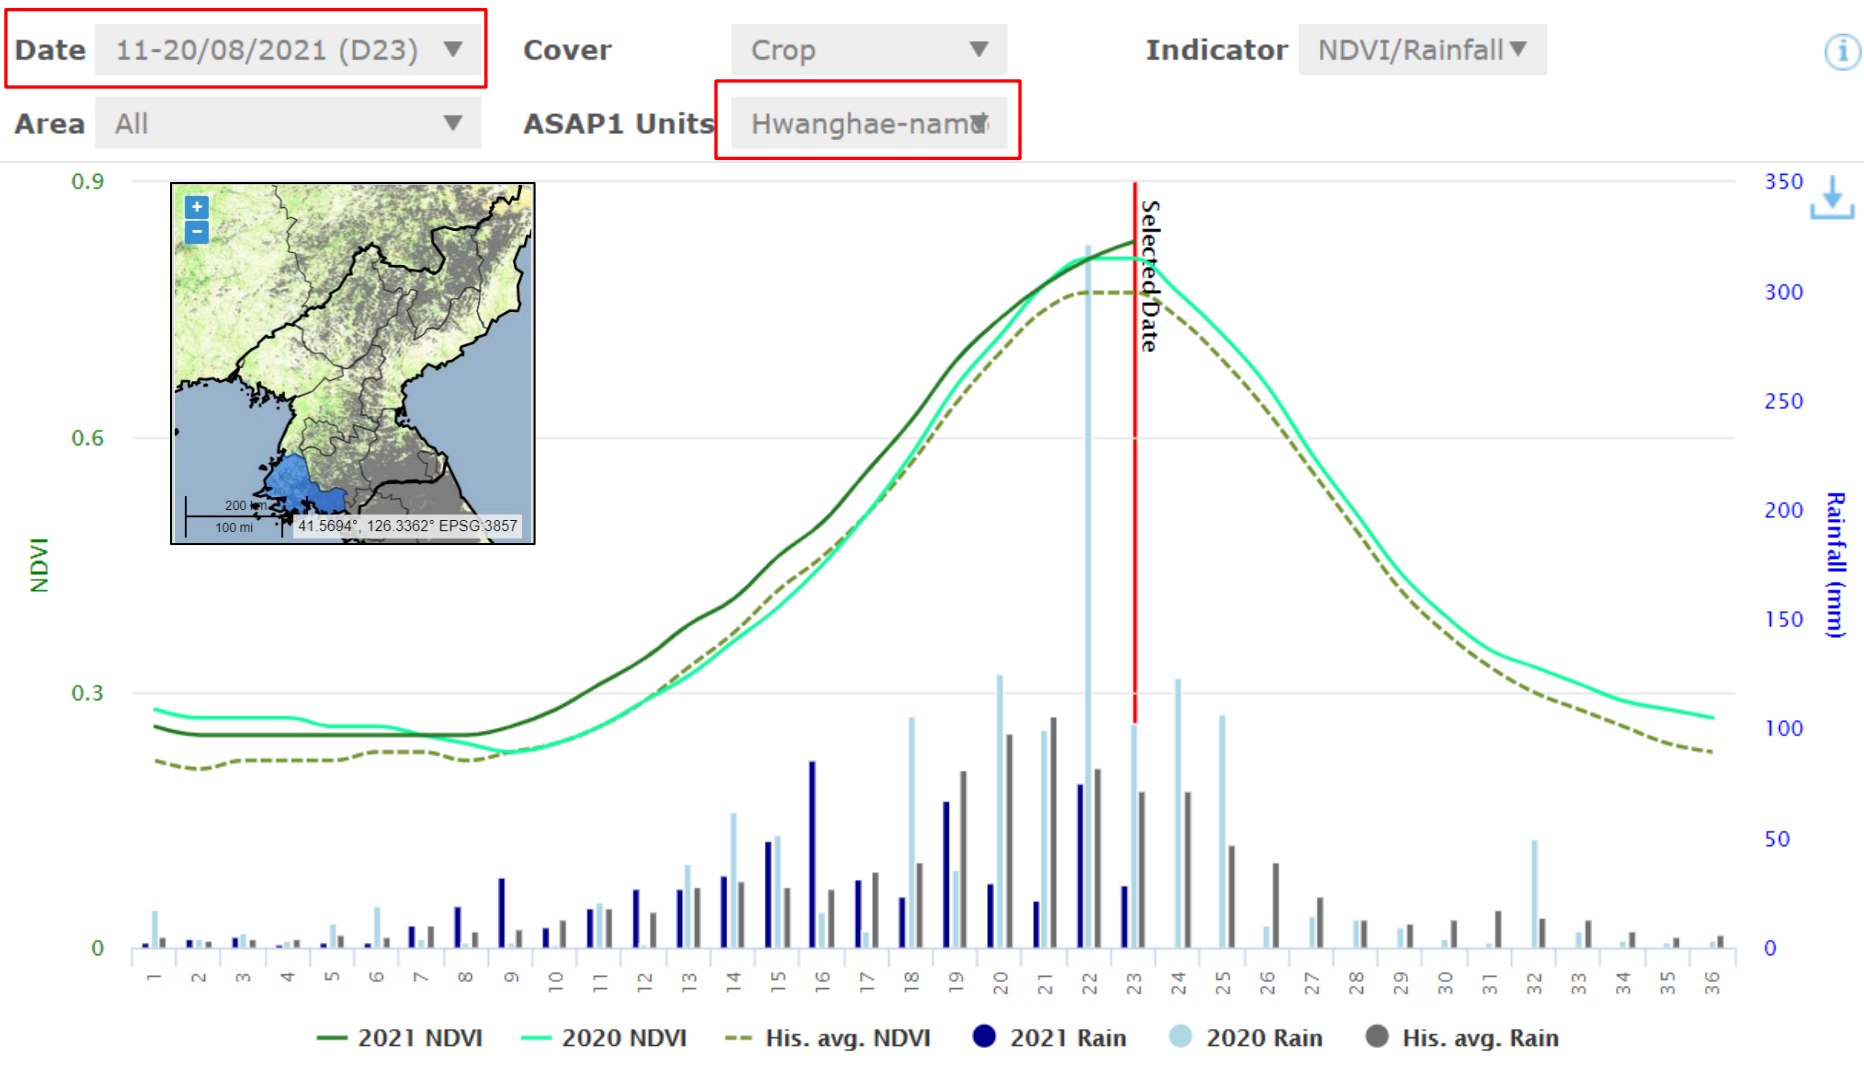 Date 11-20/08/2021 (D23) ▼ Cover Crop ▼ Indicator NDVI/Rainfall ▼ i
Area All ▼ ASAP1 Units ▼
0.9
0.6
0.3
0
NDVI
+
−
200 km
100 mi
41.5694°, 126.3362° EPSG:3857
Selected Date
350
300
250
200
150
100
50
0
Rainfall (mm)
1 2 3 4 5 6 7 8 9 10 11 12 13 14 15 16 17 18 19 20 21 22 23 24 25 26 27 28 29 30 31 32 33 34 35 36
2021 NDVI 2020 NDVI His. avg. NDVI 2021 Rain 2020 Rain His. avg. Rain